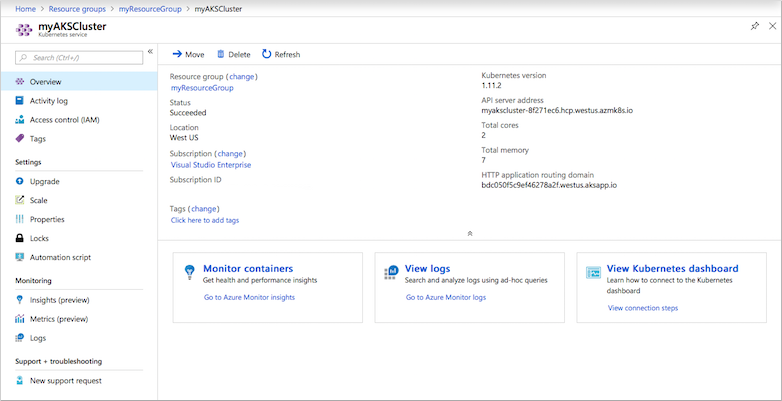 Home > Resource groups > myResourceGroup > myAKSCluster
myAKSCluster
Kubernetes service
Search (Ctrl+/)
«
Overview
Activity log
Access control (IAM)
Tags
Settings
Upgrade
Scale
Properties
Locks
Automation script
Monitoring
Insights (preview)
Metrics (preview)
Logs
Support + troubleshooting
New support request
Move Delete Refresh
Resource group (change)
myResourceGroup
Status
Succeeded
Location
West US
Subscription (change)
Visual Studio Enterprise
Subscription ID
Tags (change)
Click here to add tags
Kubernetes version
1.11.2
API server address
myakscluster-8f271ec6.hcp.westus.azmk8s.io
Total cores
2
Total memory
7
HTTP application routing domain
bdc050f5c9ef46278a2f.westus.aksapp.io
Monitor containers
Get health and performance insights
Go to Azure Monitor insights
View logs
Search and analyze logs using ad-hoc queries
Go to Azure Monitor logs
View Kubernetes dashboard
Learn how to connect to the Kubernetes
dashboard
View connection steps